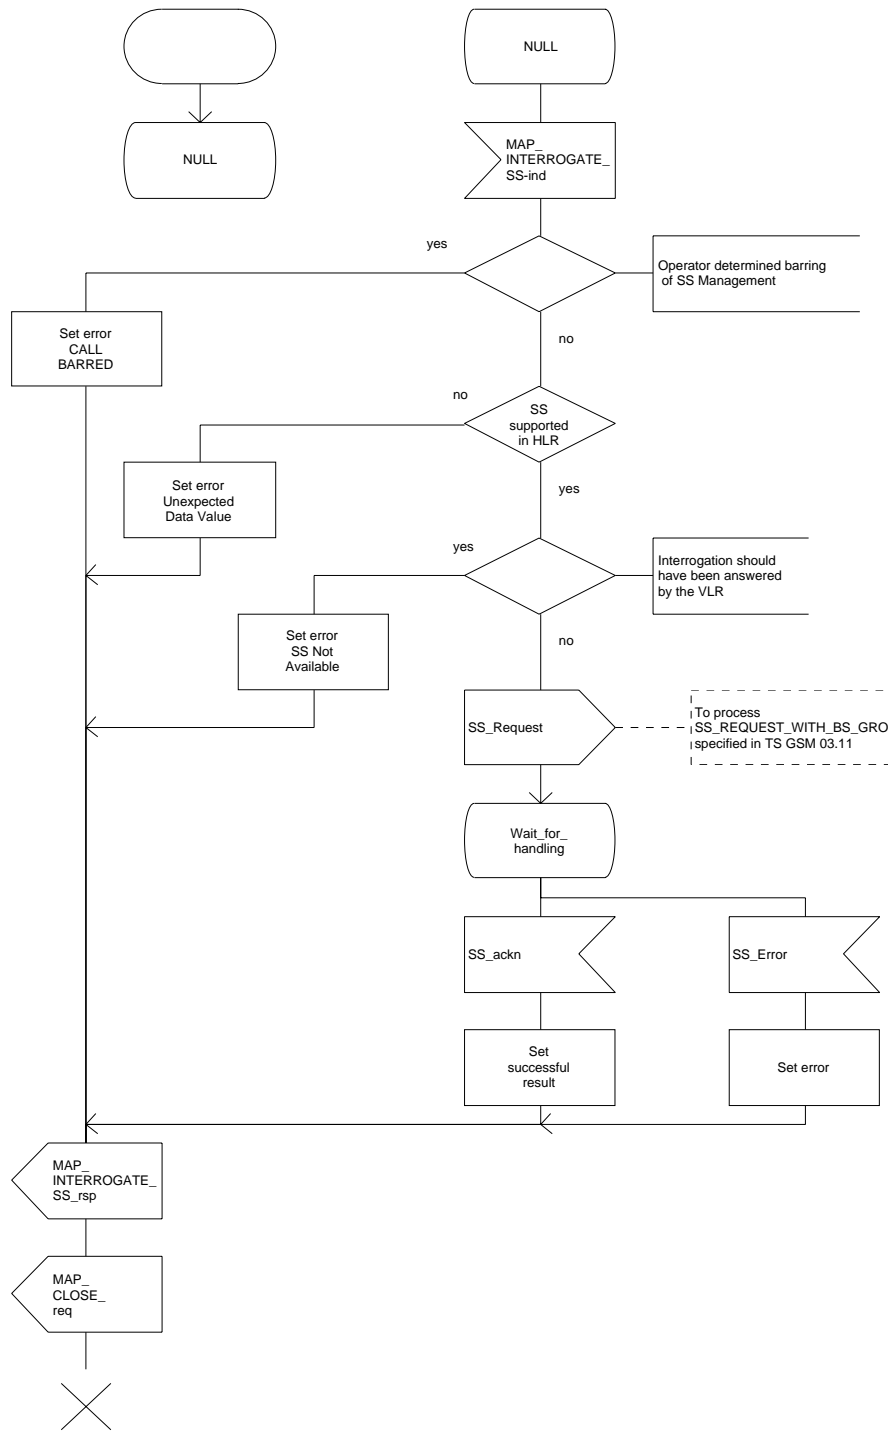 NULL
NULL
MAP_
INTERROGATE_
SS-ind
yes
Operator determined barring
of SS Management
Set error
CALL
BARRED
no
no
SS
supported
in HLR
Set error
Unexpected
Data Value
yes
yes
Interrogation should
have been answered
by the VLR
Set error
SS Not
Available
no
SS_Request
To process
SS_REQUEST_WITH_BS_GRO
specified in TS GSM 03.11
Wait_for_
handling
SS_ackn
SS_Error
Set
successful
result
Set error
MAP_
INTERROGATE_
SS_rsp
MAP_
CLOSE_
req